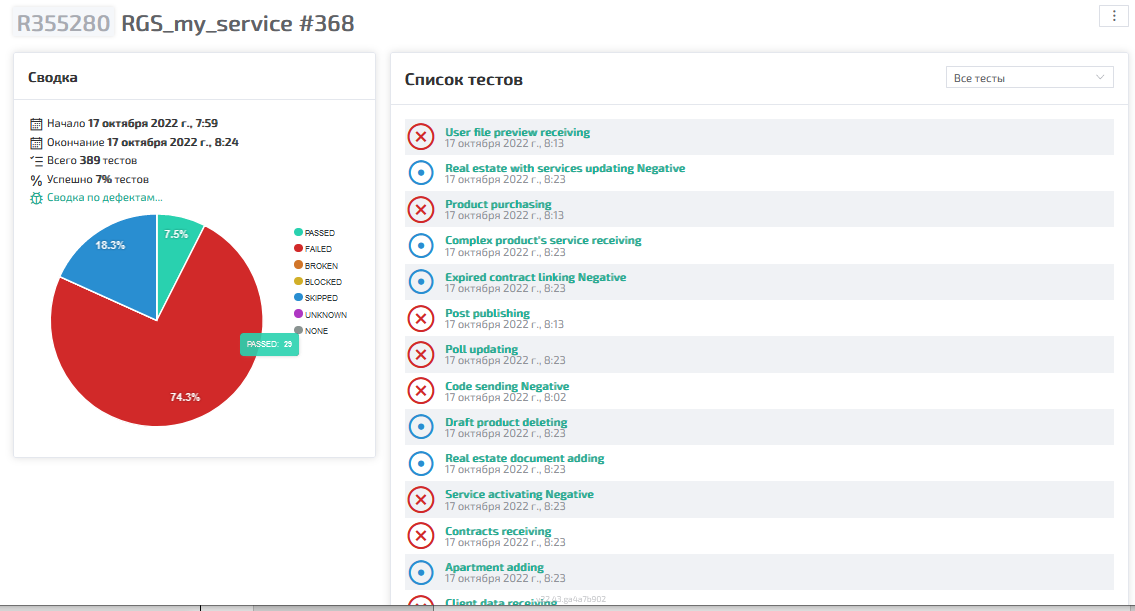 R355280 RGS_my_service #368
Сводка
Начало 17 октября 2022 г., 7:59
Окончание 17 октября 2022 г., 8:24
Всего 389 тестов
Успешно 7% тестов
Сводка по дефектам...
7.5%
18.3%
74.3%
PASSED
FAILED
BROKEN
BLOCKED
SKIPPED
UNKNOWN
NONE
PASSED: 29
Список тестов
Все тесты
User file preview receiving
17 октября 2022 г., 8:13
Real estate with services updating Negative
17 октября 2022 г., 8:23
Product purchasing
17 октября 2022 г., 8:13
Complex product's service receiving
17 октября 2022 г., 8:23
Expired contract linking Negative
17 октября 2022 г., 8:23
Post publishing
17 октября 2022 г., 8:13
Poll updating
17 октября 2022 г., 8:23
Code sending Negative
17 октября 2022 г., 8:02
Draft product deleting
17 октября 2022 г., 8:23
Real estate document adding
17 октября 2022 г., 8:23
Service activating Negative
17 октября 2022 г., 8:23
Contracts receiving
17 октября 2022 г., 8:23
Apartment adding
17 октября 2022 г., 8:23
Client data receiving